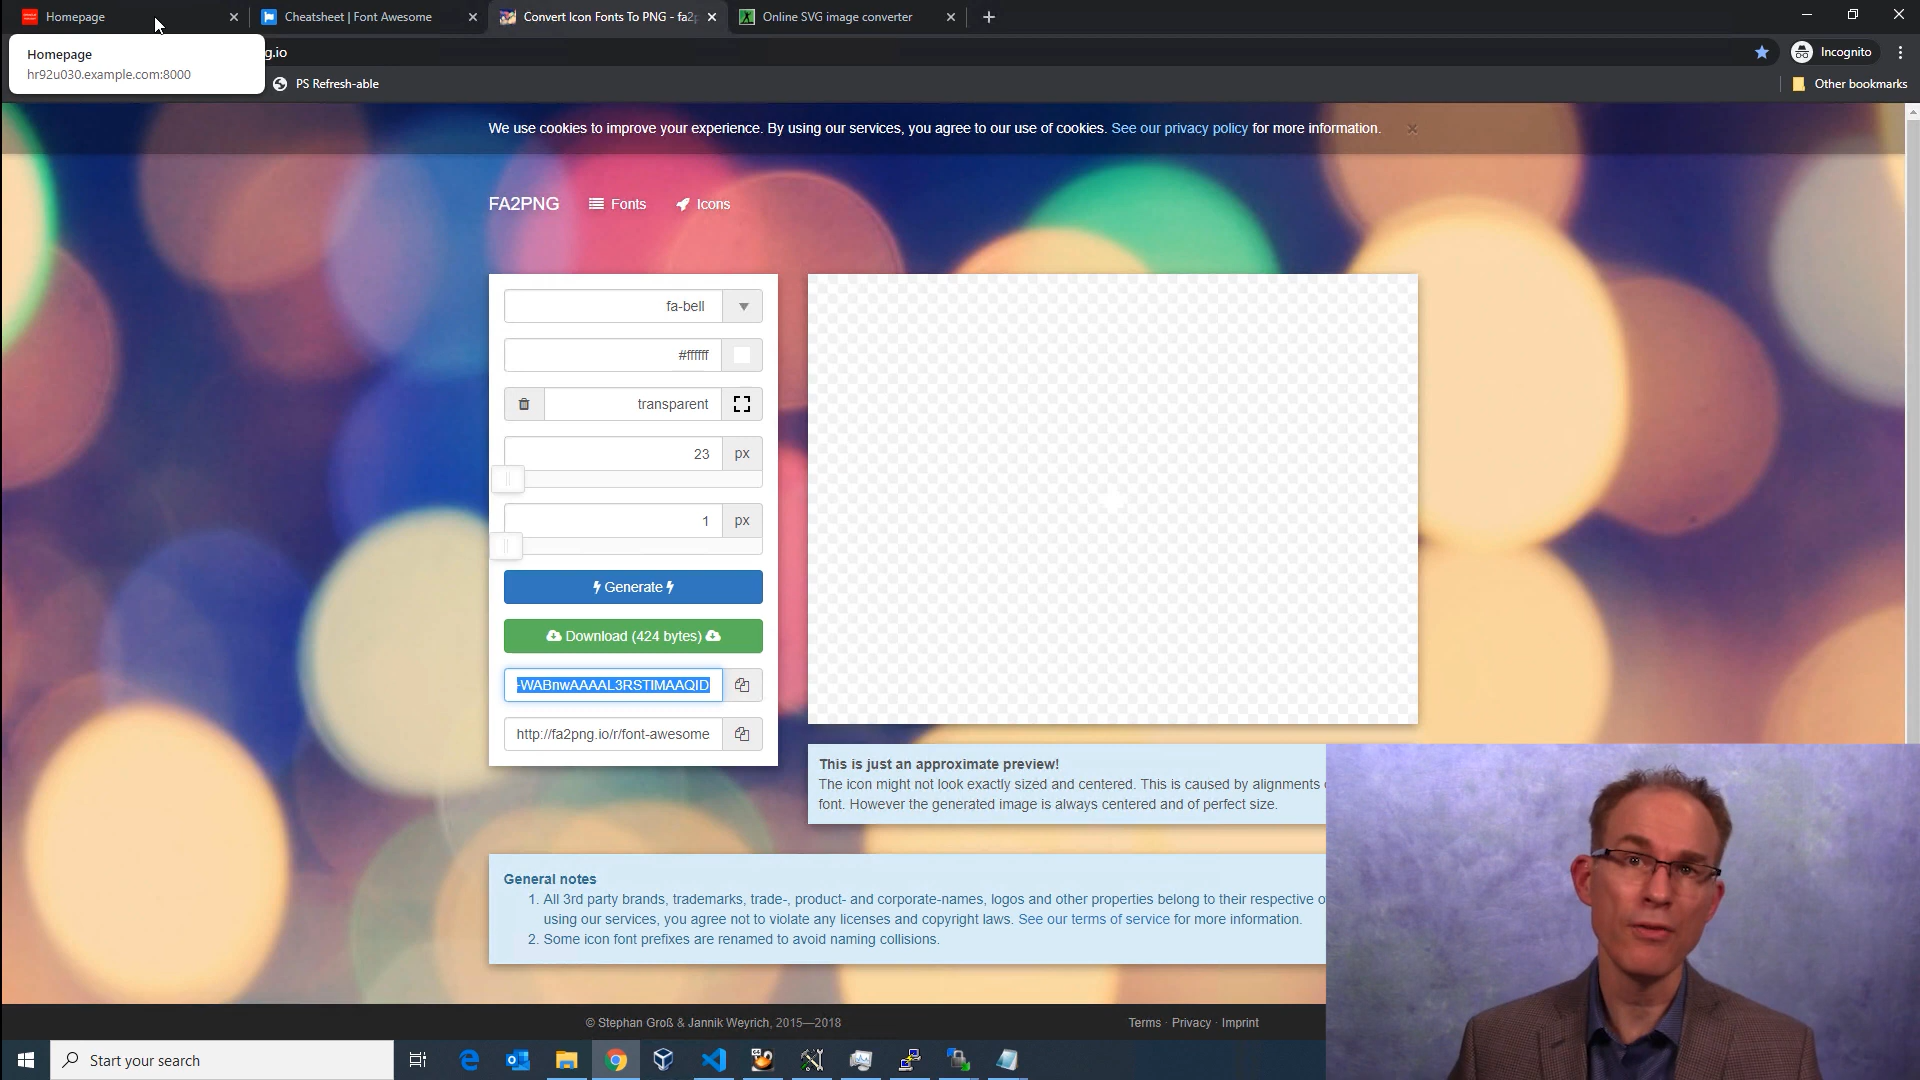 Homepage
Cheatsheet | Font Awesome
Convert Icon Fonts To PNG - fa2p
Online SVG image converter
Homepage
hr92u030.example.com:8000
g.io
Incognito
PS Refresh-able
Other bookmarks
We use cookies to improve your experience. By using our services, you agree to our use of cookies. See our privacy policy for more information.
FA2PNG
Fonts
Icons
fa-bell
#ffffff
transparent
23 px
1 px
Generate
Download (424 bytes)
-WABnwAAAAL3RSTlMAAQID
http://fa2png.io/r/font-awesome
This is just an approximate preview!
The icon might not look exactly sized and centered. This is caused by alignments
font. However the generated image is always centered and of perfect size.
General notes
1. All 3rd party brands, trademarks, trade-, product- and corporate-names, logos and other properties belong to their respective
using our services, you agree not to violate any licenses and copyright laws. See our terms of service for more information.
2. Some icon font prefixes are renamed to avoid naming collisions.
© Stephan Groß & Jannik Weyrich, 2015—2018
Terms · Privacy · Imprint
Start your search